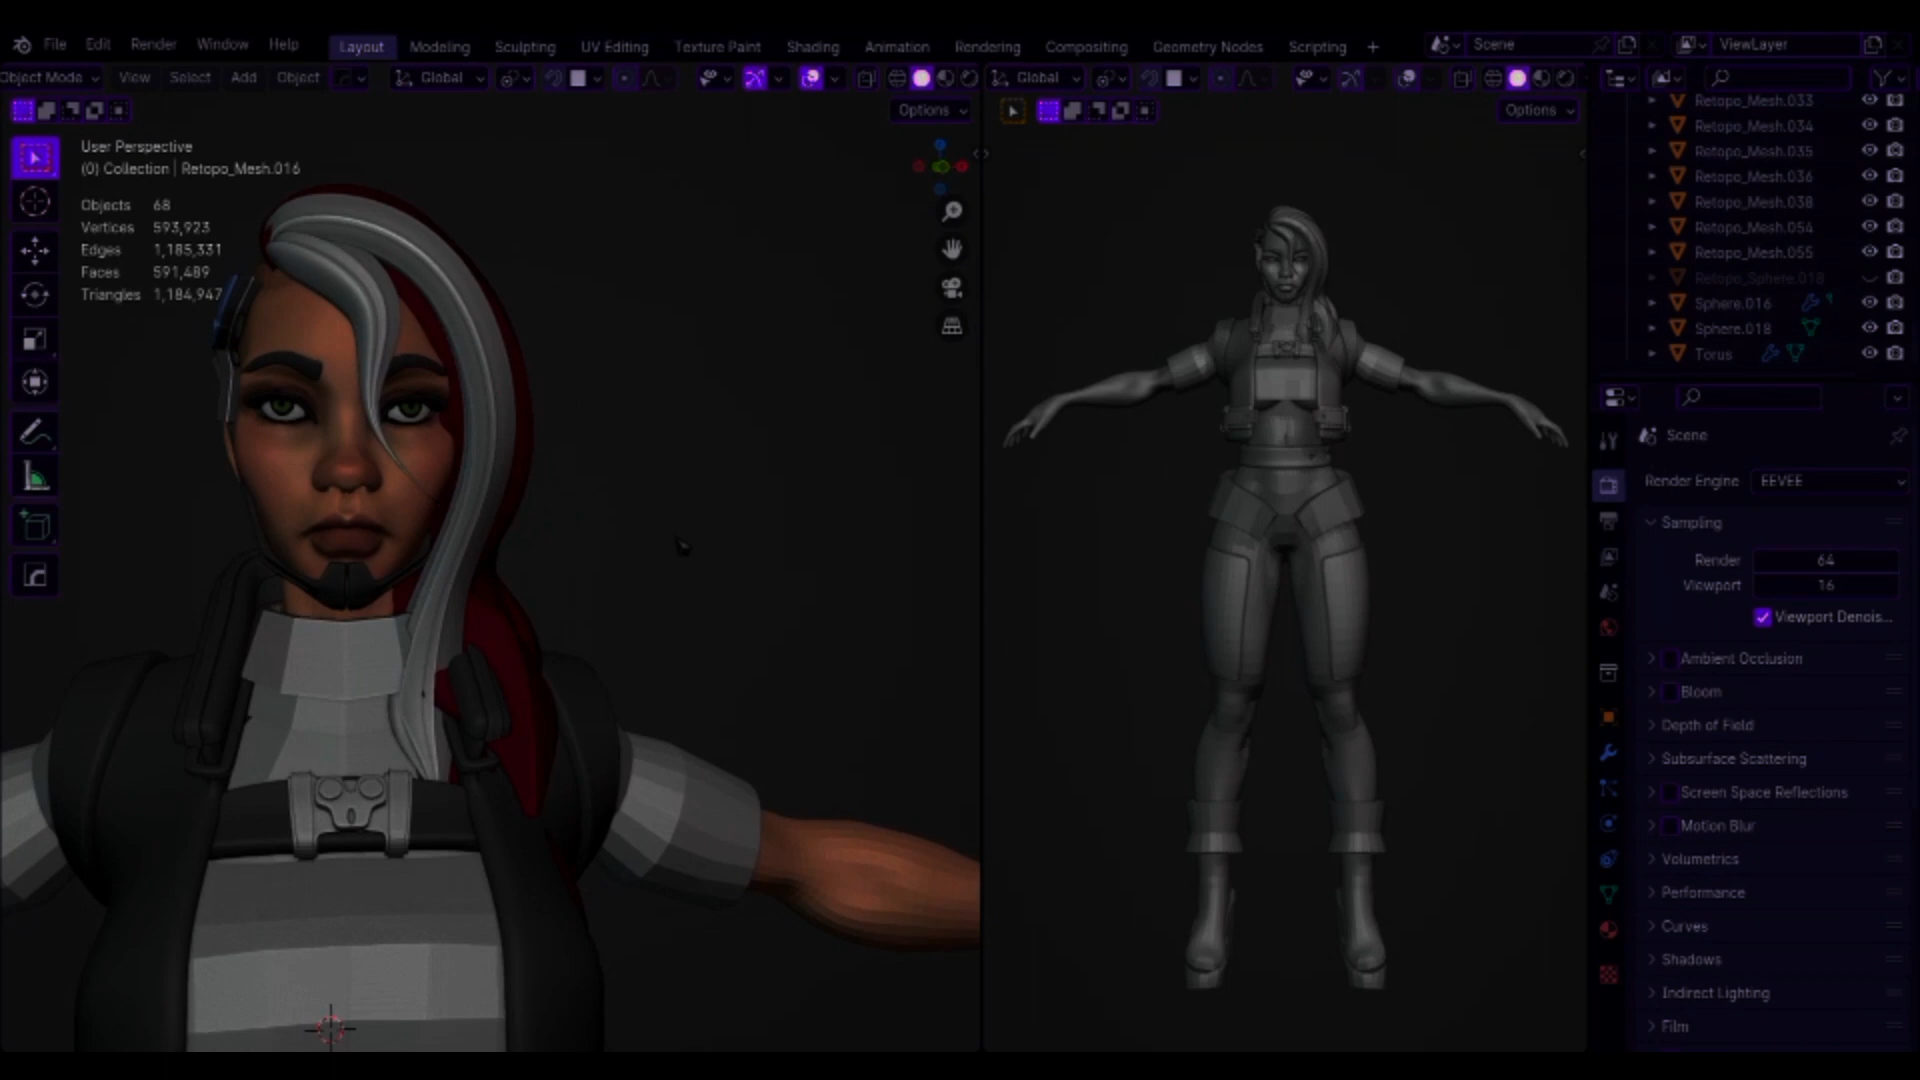 File Edit Render Window Help Layout Modeling Sculpting UV Editing Texture Paint Shading Animation Rendering Compositing Geometry Nodes Scripting + Scene ViewLayer
Object Mode View Select Add Object Global Global
Options Options
User Perspective
(0) Collection | Retopo_Mesh.016
Objects 68
Vertices 593,923
Edges 1,185,331
Faces 591,489
Triangles 1,184,947
Retopo_Mesh.033
Retopo_Mesh.034
Retopo_Mesh.035
Retopo_Mesh.036
Retopo_Mesh.038
Retopo_Mesh.054
Retopo_Mesh.055
Retopo_Sphere.018
Sphere.016
Sphere.018
Torus
Scene
Render Engine EEVEE
Sampling
Render 64
Viewport 16
Viewport Denois...
Ambient Occlusion
Bloom
Depth of Field
Subsurface Scattering
Screen Space Reflections
Motion Blur
Volumetrics
Performance
Curves
Shadows
Indirect Lighting
Film